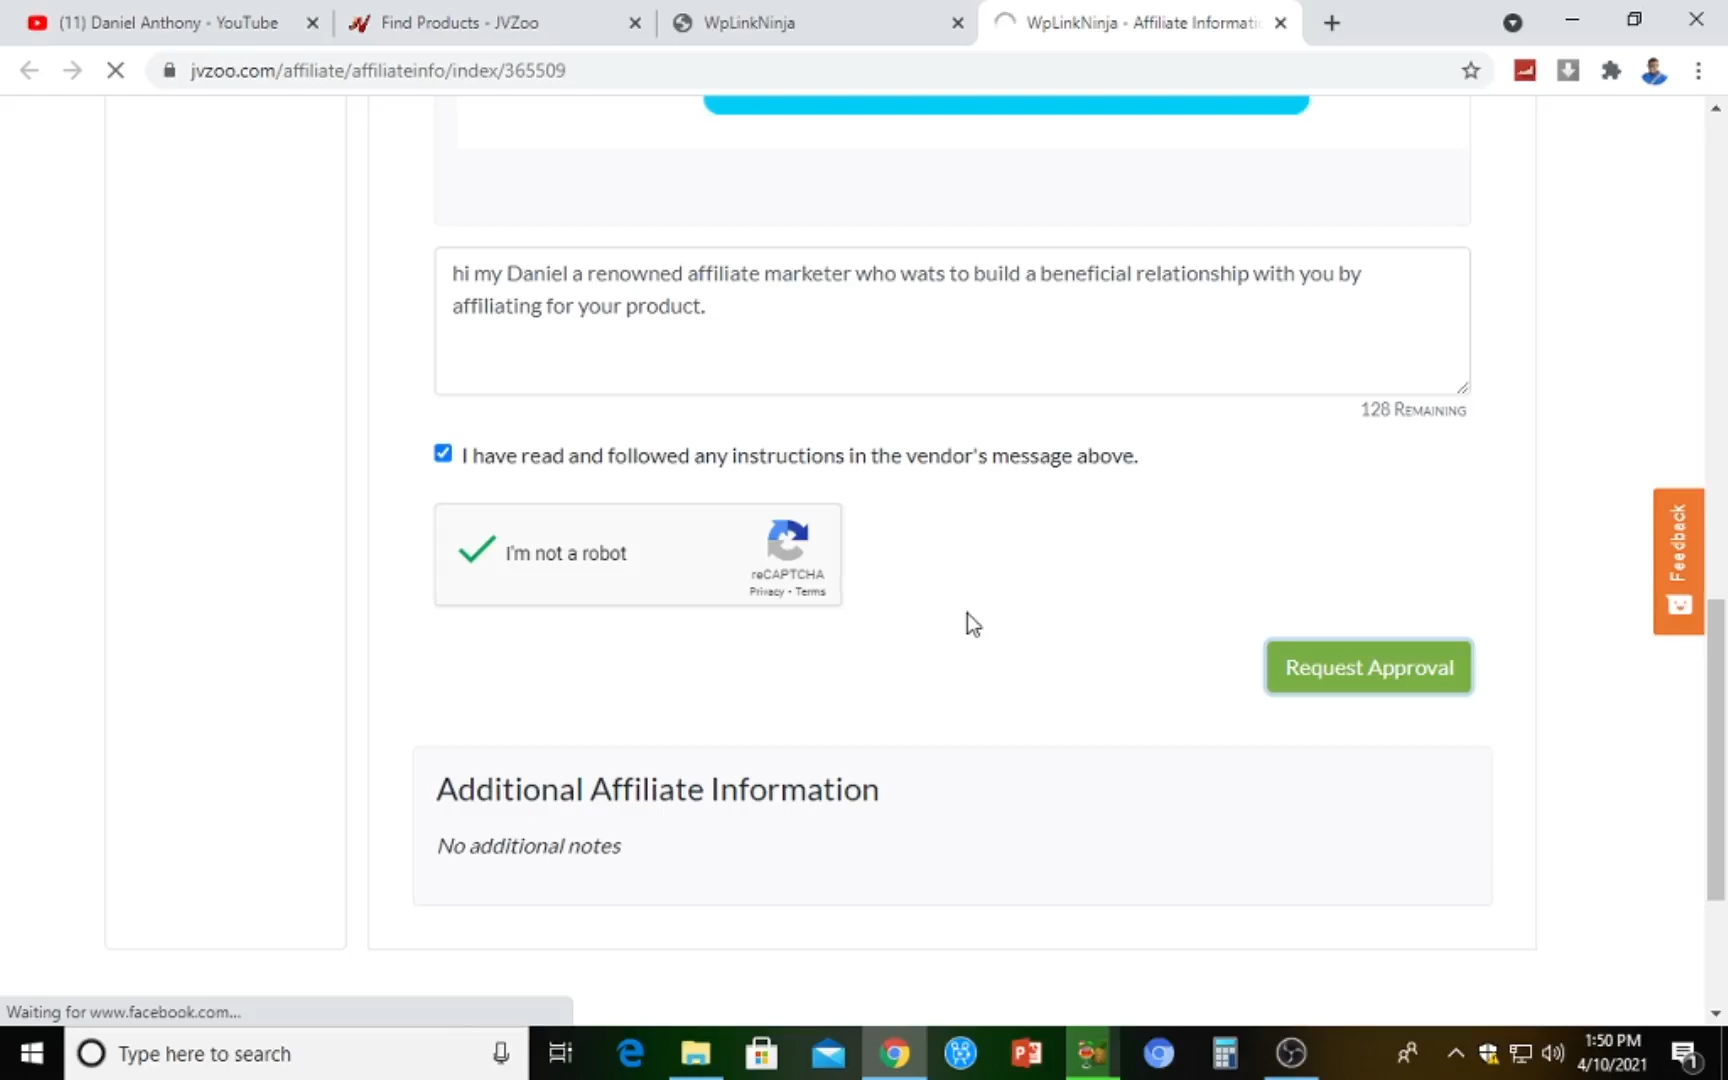 (11) Daniel Anthony - YouTube
Find Products - JVZoo
WpLinkNinja
WpLinkNinja - Affiliate Informati
jvzoo.com/affiliate/affiliateinfo/index/365509
hi my Daniel a renowned affiliate marketer who wats to build a beneficial relationship with you by
affiliating for your product.
128 REMAINING
I have read and followed any instructions in the vendor's message above.
I'm not a robot
reCAPTCHA
Privacy - Terms
Feedback
Request Approval
Additional Affiliate Information
No additional notes
Waiting for www.facebook.com...
Type here to search
1:50 PM
4/10/2021
1